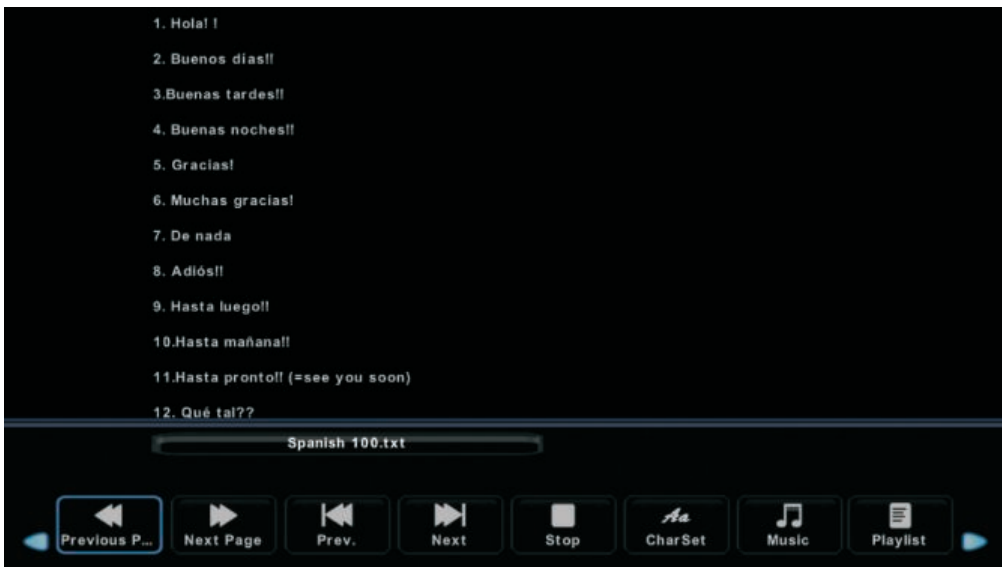 1. Hola! !
2. Buenos días!!
3.Buenas tardes!!
4. Buenas noches!!
5. Gracias!
6. Muchas gracias!
7. De nada
8. Adiós!!
9. Hasta luego!!
10.Hasta mañana!!
11.Hasta pronto!! (=see you soon)
12. Qué tal??
Spanish 100.txt
Previous P... Next Page Prev. Next Stop Aa CharSet Music Playlist